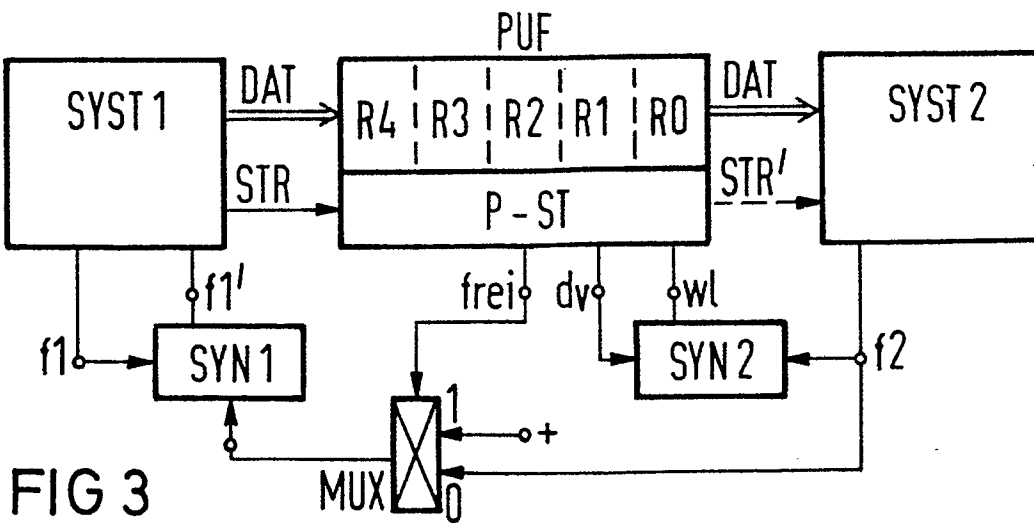 PUF
SYST 1
DAT
R4
R3
R2
R1
R0
DAT
SYST 2
STR
P-ST
STR'
f1'
frei
dv
wl
f1
SYN 1
SYN 2
f2
1
+
MUX
0
FIG 3